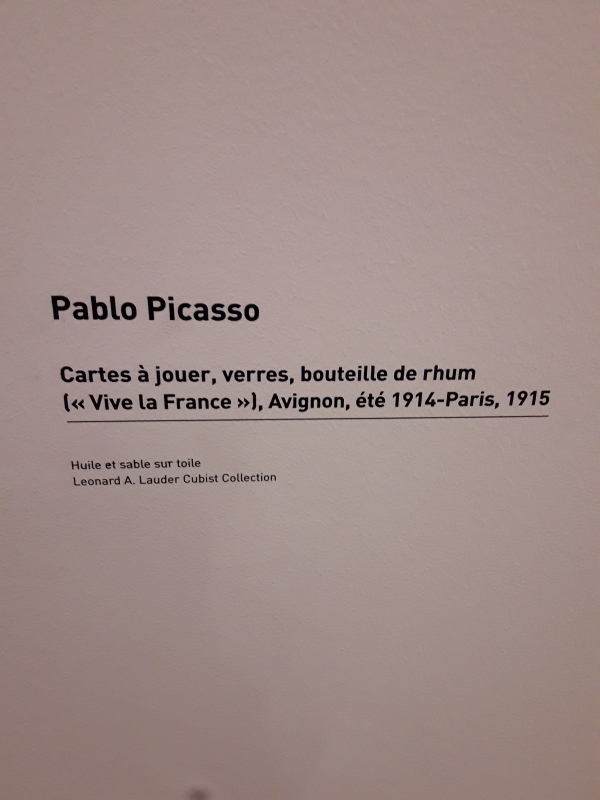 Pablo Picasso
Cartes à jouer, verres, bouteille de rhum
(« Vive la France »), Avignon, été 1914-Paris, 1915
Huile et sable sur toile
Leonard A. Lauder Cubist Collection